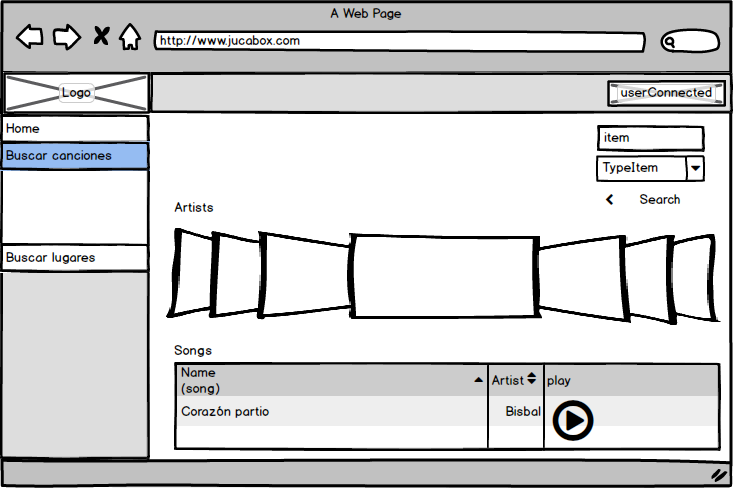 A Web Page
http://www.jucabox.com
Logo
userConnected
Home
Buscar canciones
Buscar lugares
item
TypeItem
Search
Artists
Songs
Name
(song)
Artist
play
Corazón partio
Bisbal